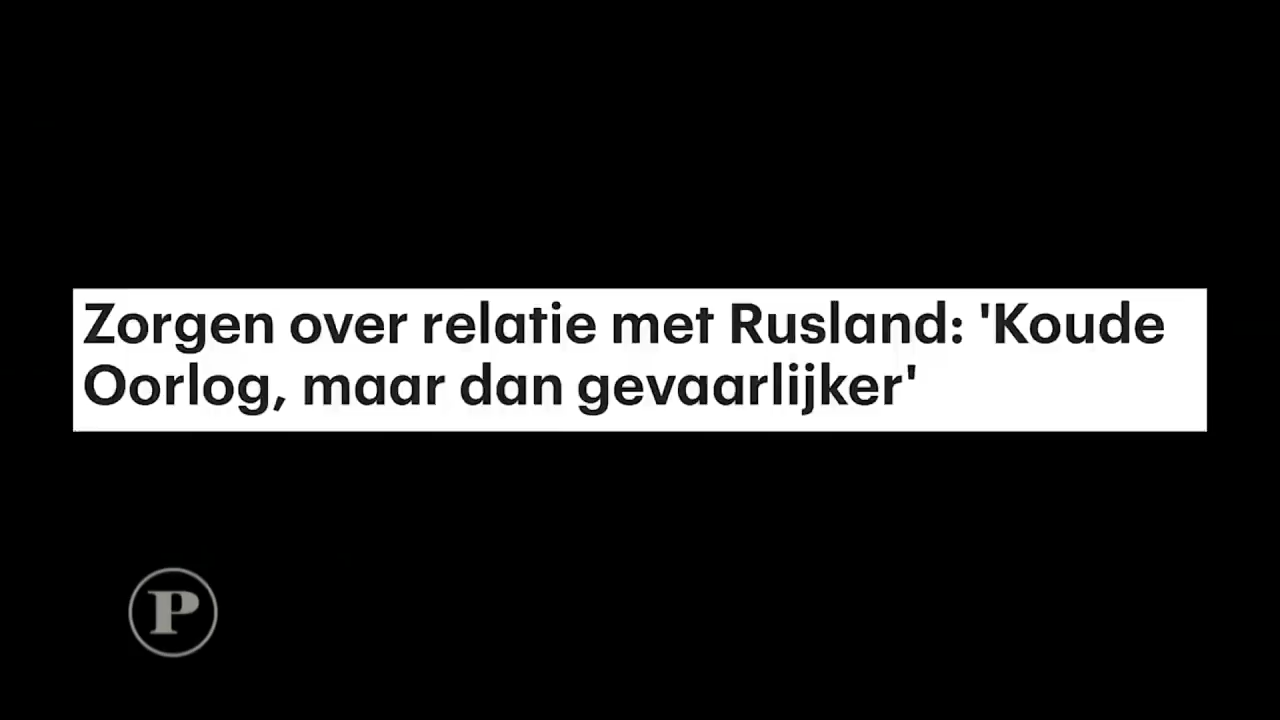 Zorgen over relatie met Rusland: 'Koude
Oorlog, maar dan gevaarlijker'
P